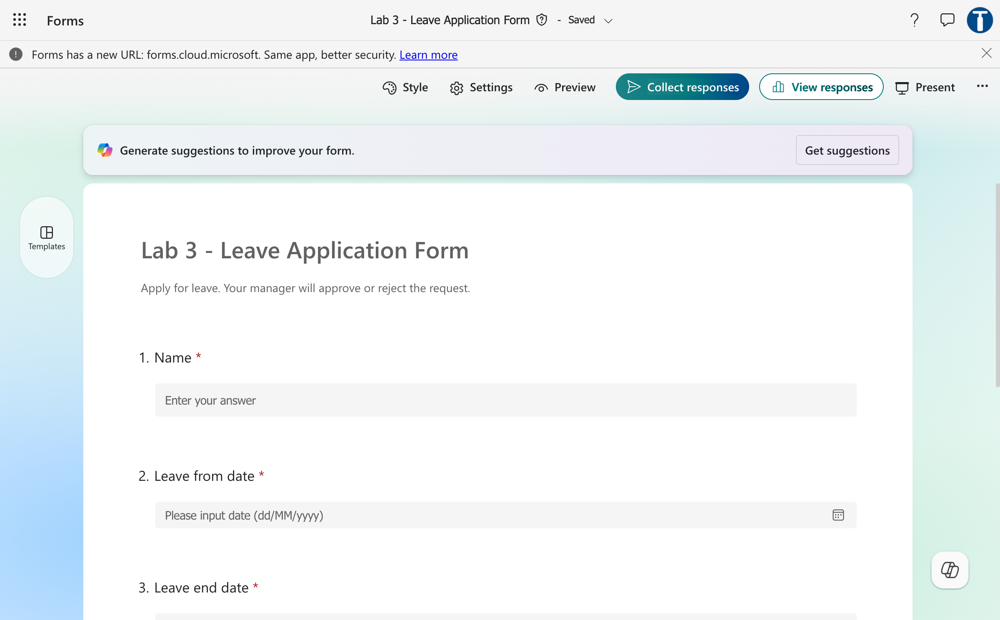 Forms
Lab 3 - Leave Application Form - Saved
Forms has a new URL: forms.cloud.microsoft. Same app, better security. Learn more
Style Settings Preview Collect responses View responses Present
Generate suggestions to improve your form. Get suggestions
Templates
Lab 3 - Leave Application Form
Apply for leave. Your manager will approve or reject the request.
1. Name *
Enter your answer
2. Leave from date *
Please input date (dd/MM/yyyy)
3. Leave end date *